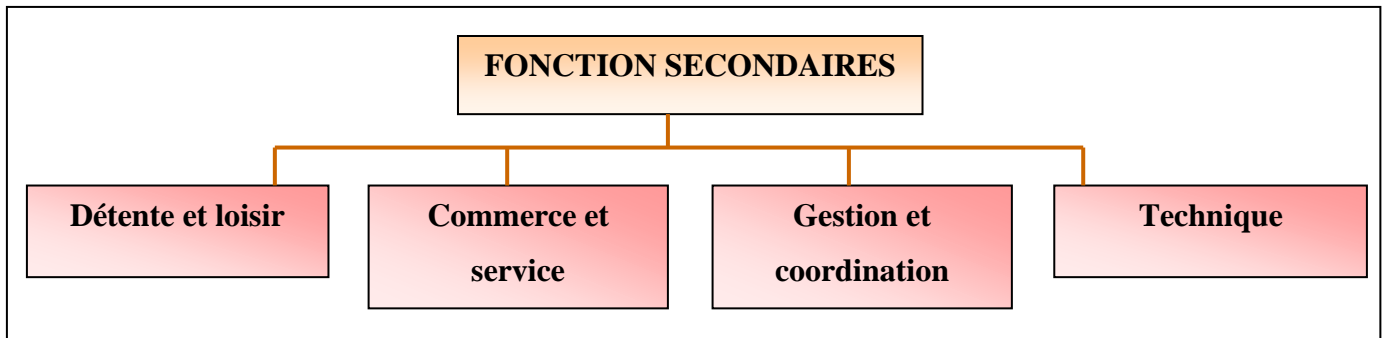 FONCTION SECONDAIRES
Détente et loisir
Commerce et
service
Gestion et
coordination
Technique